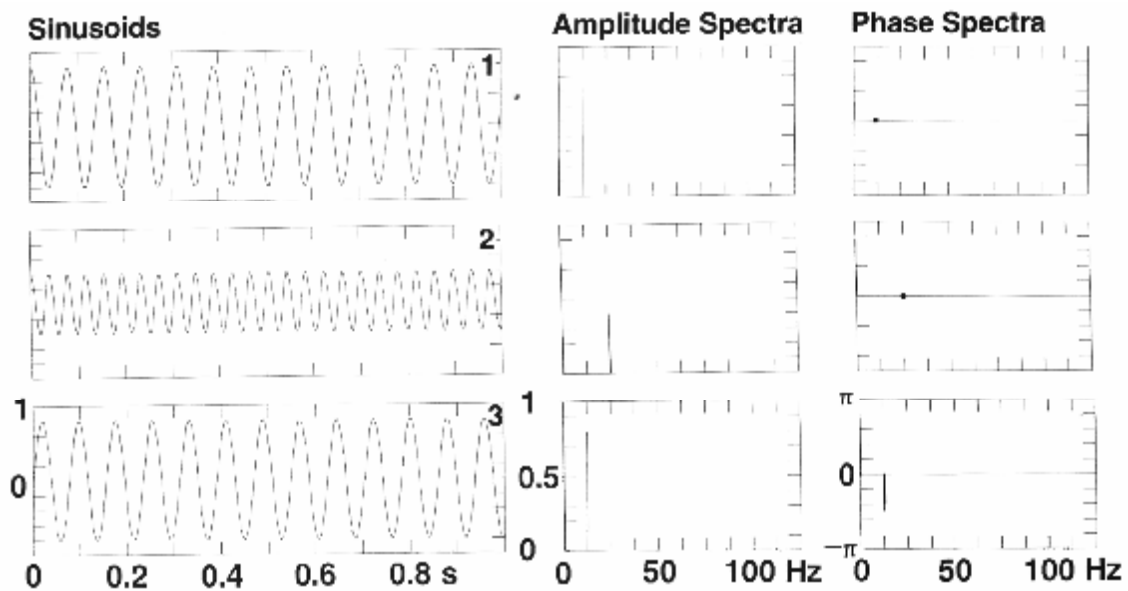 Sinusoids
Amplitude Spectra
Phase Spectra
1
2
3
1
0
0 0.2 0.4 0.6 0.8 s
1
0.5
0
0 50 100 Hz
π
0
−π
0 50 100 Hz